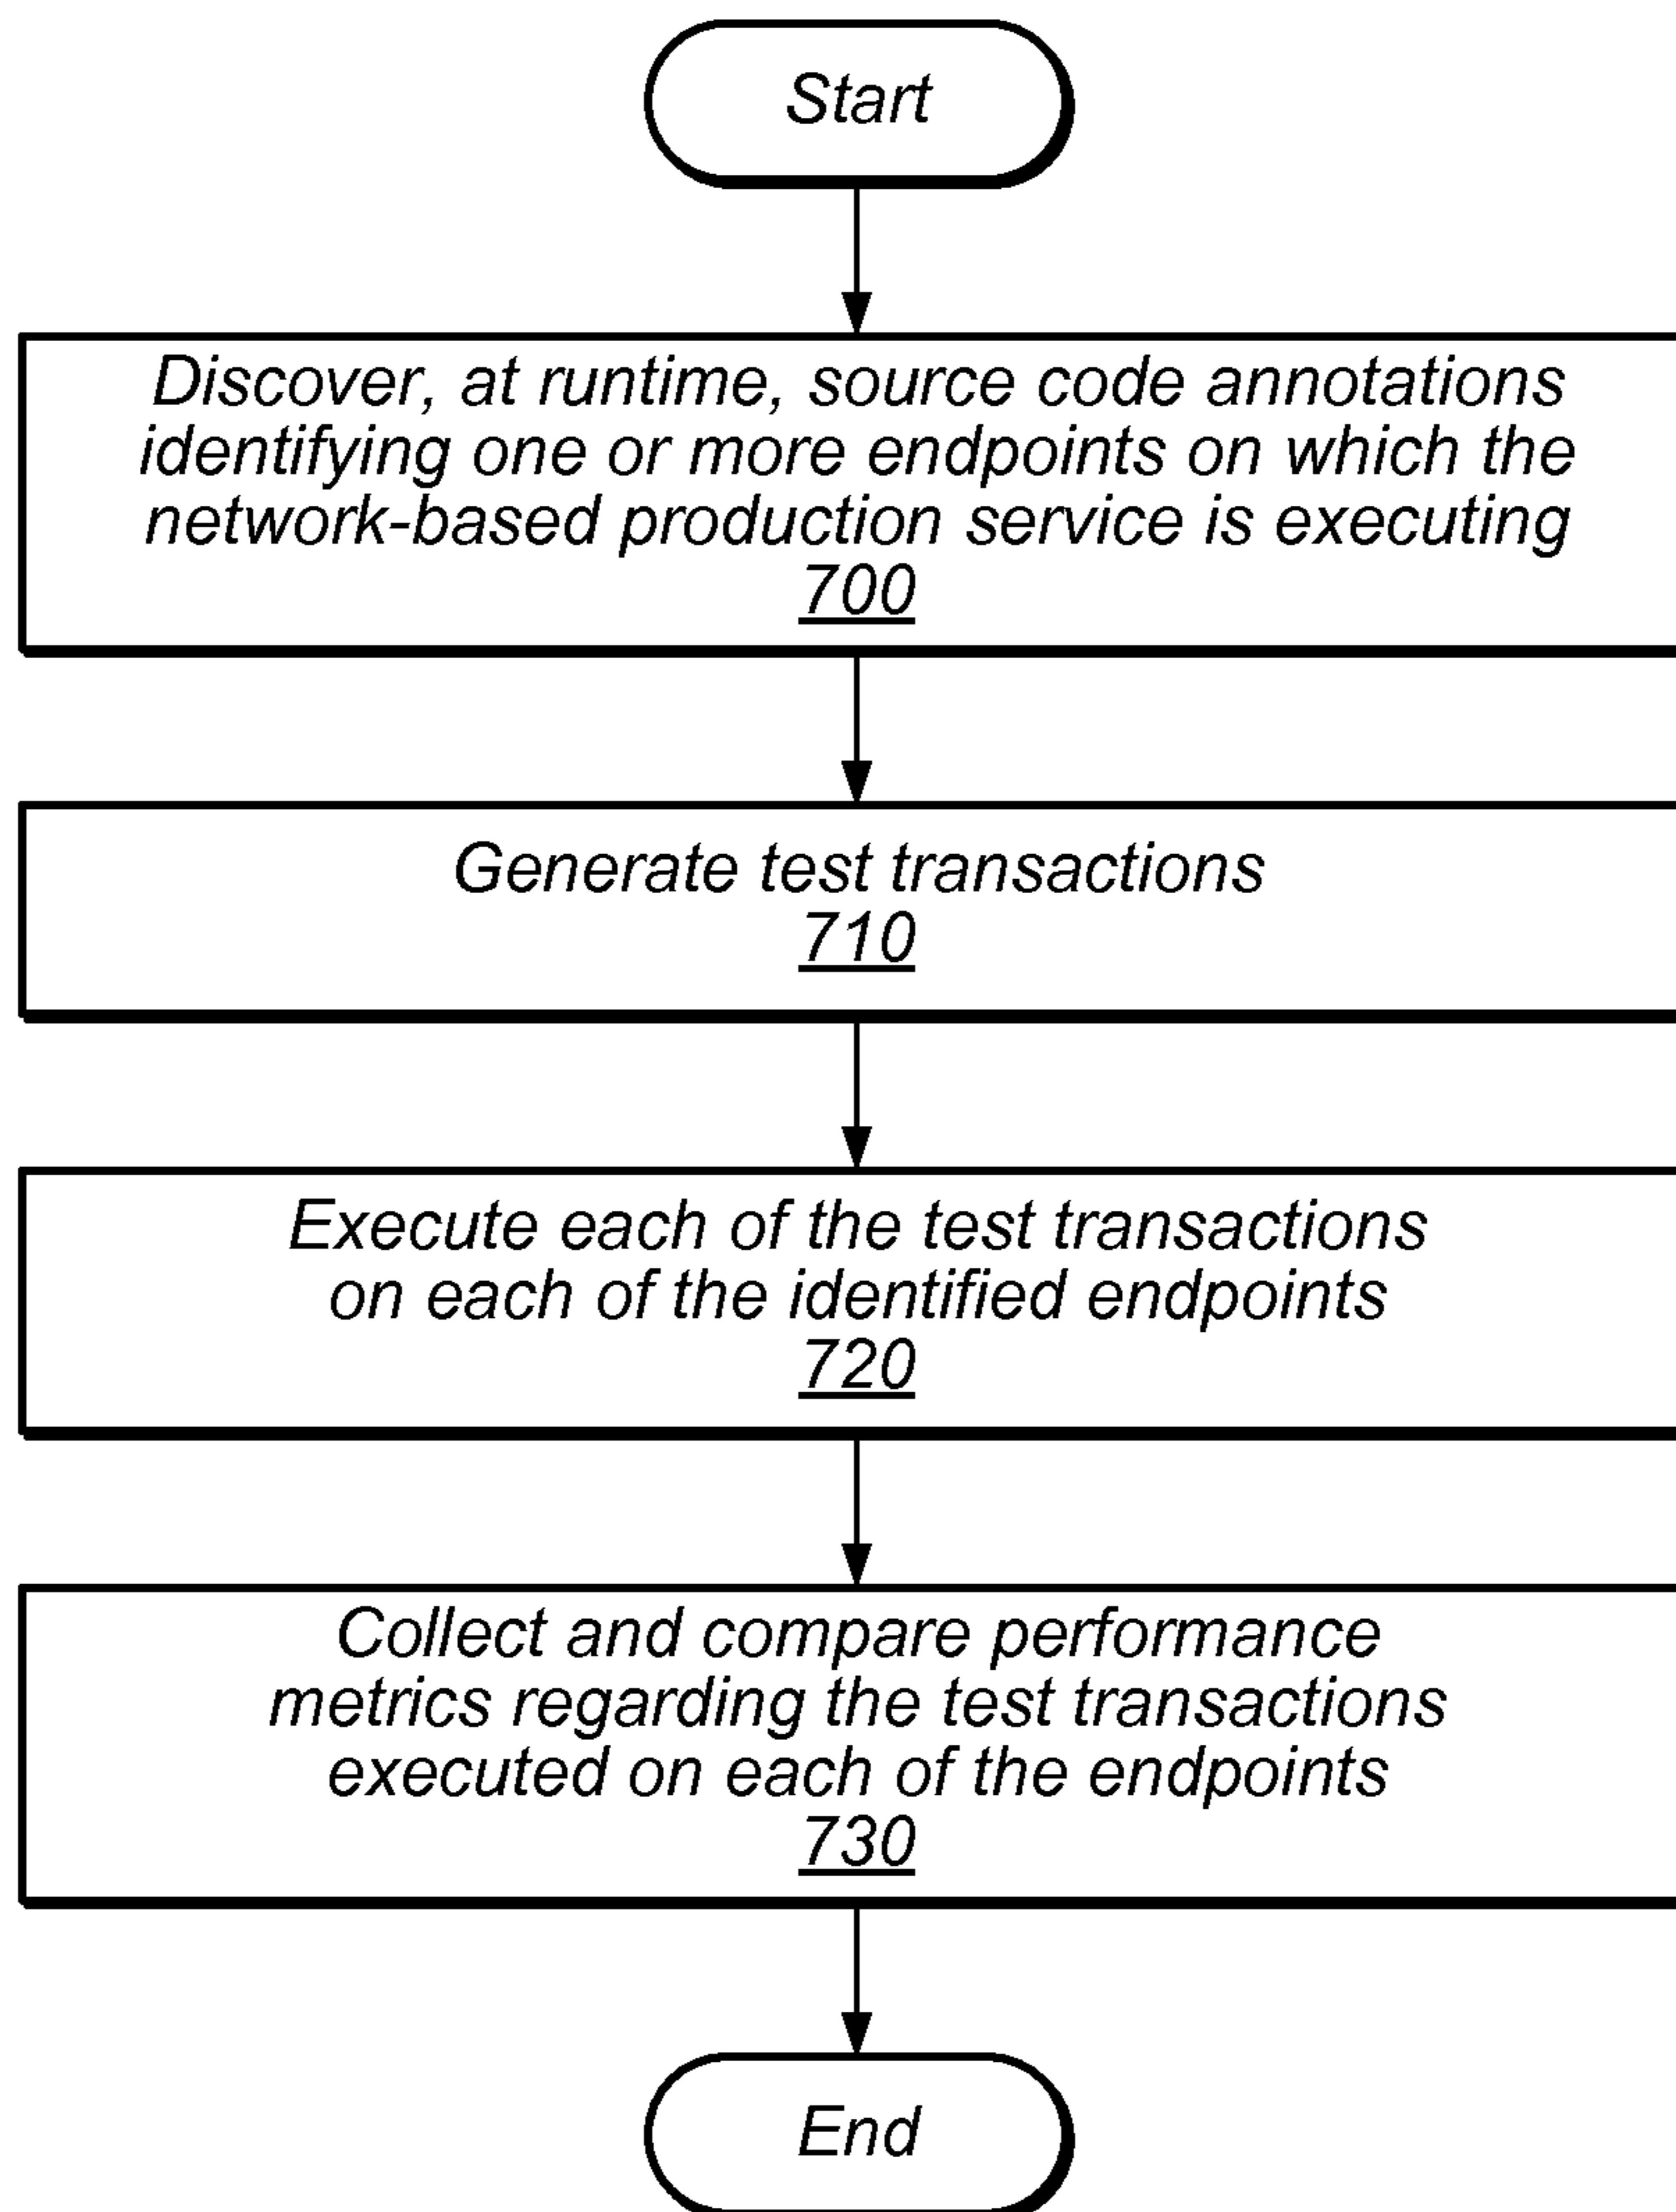 Start
Discover, at runtime, source code annotations
identifying one or more endpoints on which the
network-based production service is executing
700
Generate test transactions
710
Execute each of the test transactions
on each of the identified endpoints
720
Collect and compare performance
metrics regarding the test transactions
executed on each of the endpoints
730
End